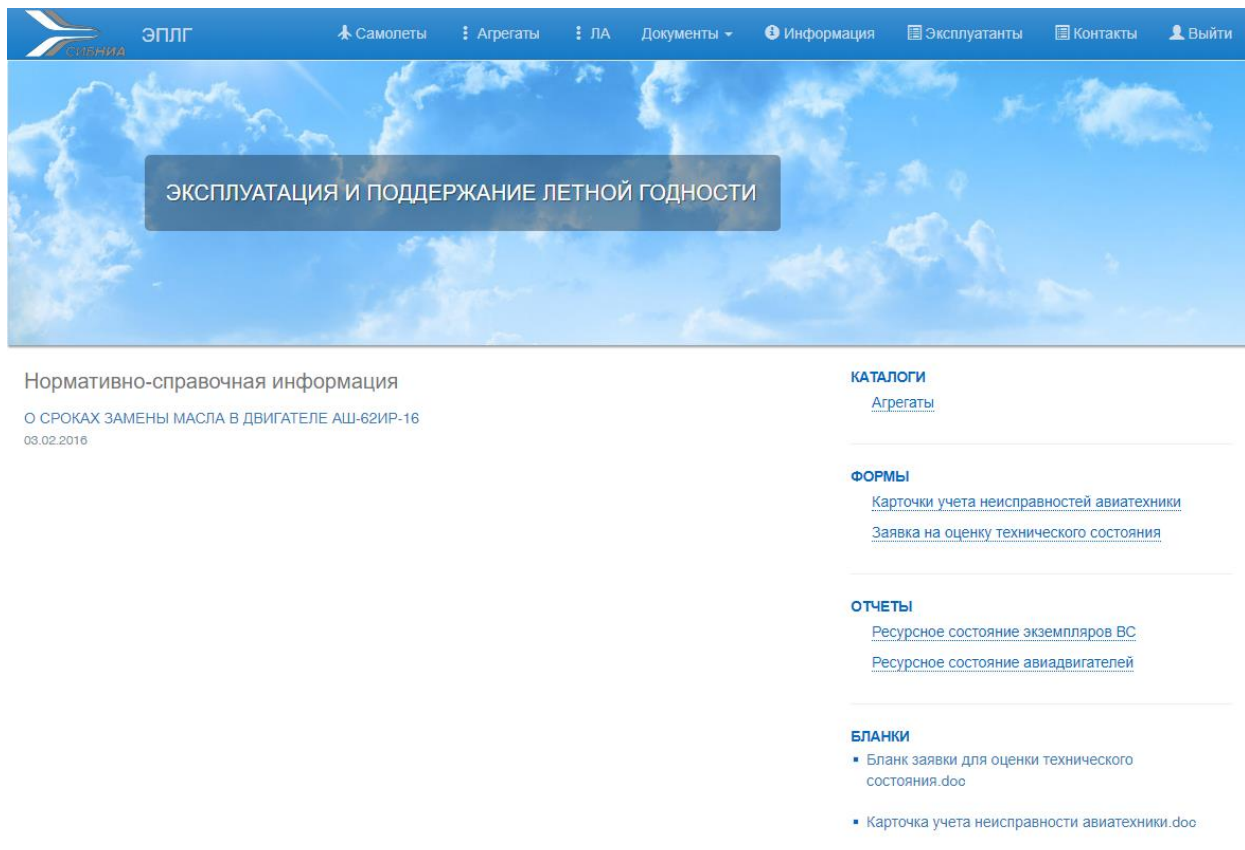 СИБНИА
ЭПЛГ
Самолеты
Агрегаты
ЛА
Документы
Информация
Эксплуатанты
Контакты
Выйти
ЭКСПЛУАТАЦИЯ И ПОДДЕРЖАНИЕ ЛЕТНОЙ ГОДНОСТИ
Нормативно-справочная информация
О СРОКАХ ЗАМЕНЫ МАСЛА В ДВИГАТЕЛЕ АШ-62ИР-16
03.02.2016
КАТАЛОГИ
Агрегаты
ФОРМЫ
Карточки учета неисправностей авиатехники
Заявка на оценку технического состояния
ОТЧЕТЫ
Ресурсное состояние экземпляров ВС
Ресурсное состояние авиадвигателей
БЛАНКИ
Бланк заявки для оценки технического
состояния.doc
Карточка учета неисправности авиатехники.doc